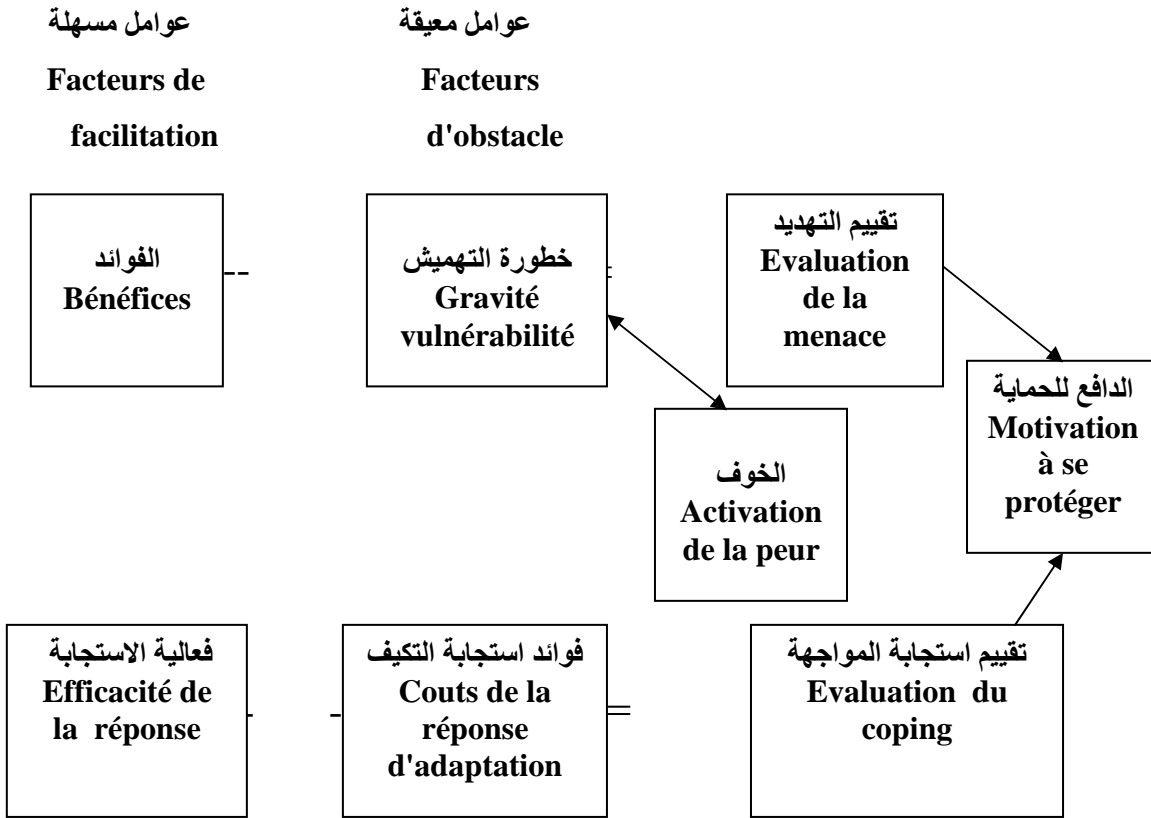 عوامل مسهلة
Facteurs de
facilitation
عوامل معيقة
Facteurs
d'obstacle
الفوائد
Bénéfices
--
خطورة التهميش
Gravité
vulnérabilité
=
تقييم التهديد
Evaluation
de la
menace
الدافع للحماية
Motivation
à se
protéger
الخوف
Activation
de la peur
فعالية الاستجابة
Efficacité de
la réponse
-
-
فوائد استجابة التكيف
Couts de la
réponse
d'adaptation
=
تقييم استجابة المواجهة
Evaluation du
coping